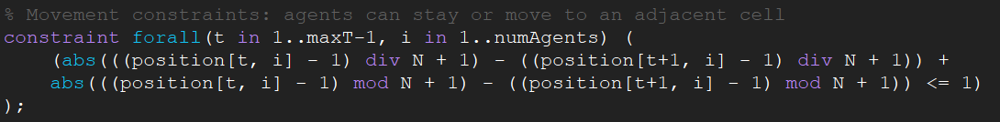 % Movement constraints: agents can stay or move to an adjacent cell
constraint forall(t in 1..maxT-1, i in 1..numAgents) (
    (abs(((position[t, i] - 1) div N + 1) - ((position[t+1, i] - 1) div N + 1)) +
    abs(((position[t, i] - 1) mod N + 1) - ((position[t+1, i] - 1) mod N + 1)) <= 1)
);